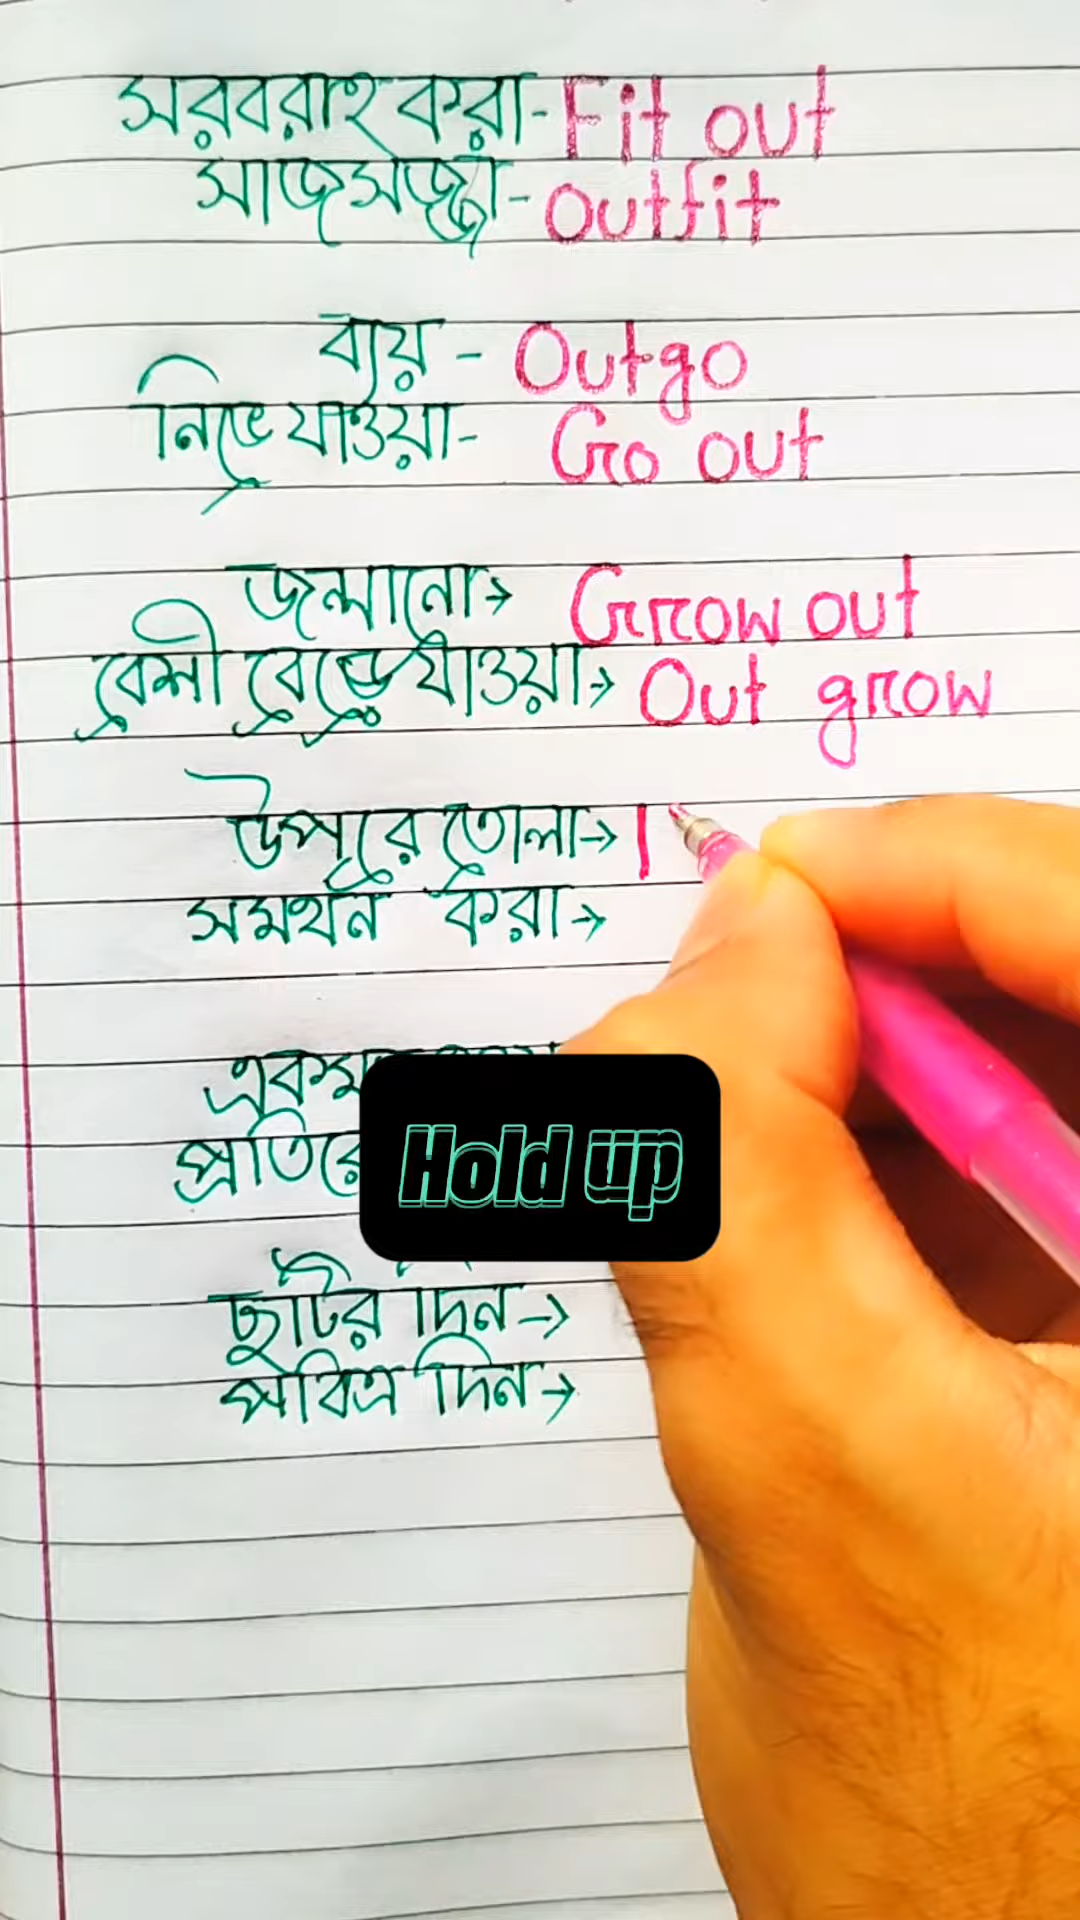 সরবরাহ করা- Fit out
সাজসজ্জা- Outfit
ব্যয় - Outgo
নিভে যাওয়া- Go out
জন্মানো→ Grow out
বেশী বেড়ে যাওয়া→ Out grow
উপরে তোলা→
সমর্থন করা→
Hold up
ছুটির দিন→
পবিত্র দিন→